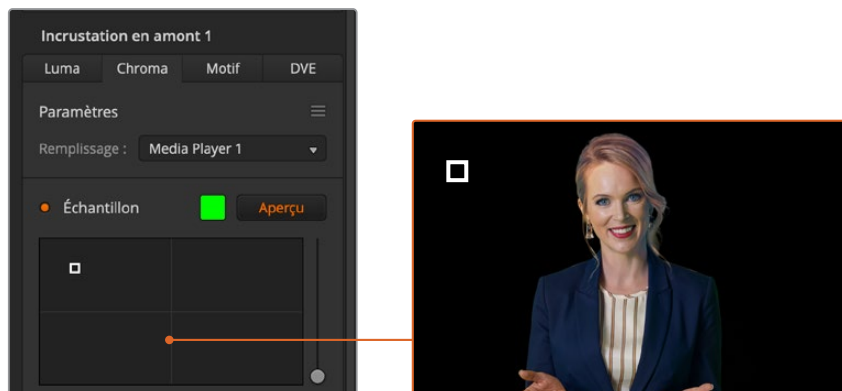 Incrustation en amont 1
Luma Chroma Motif DVE
Paramètres
Remplissage : Media Player 1
Échantillon Aperçu